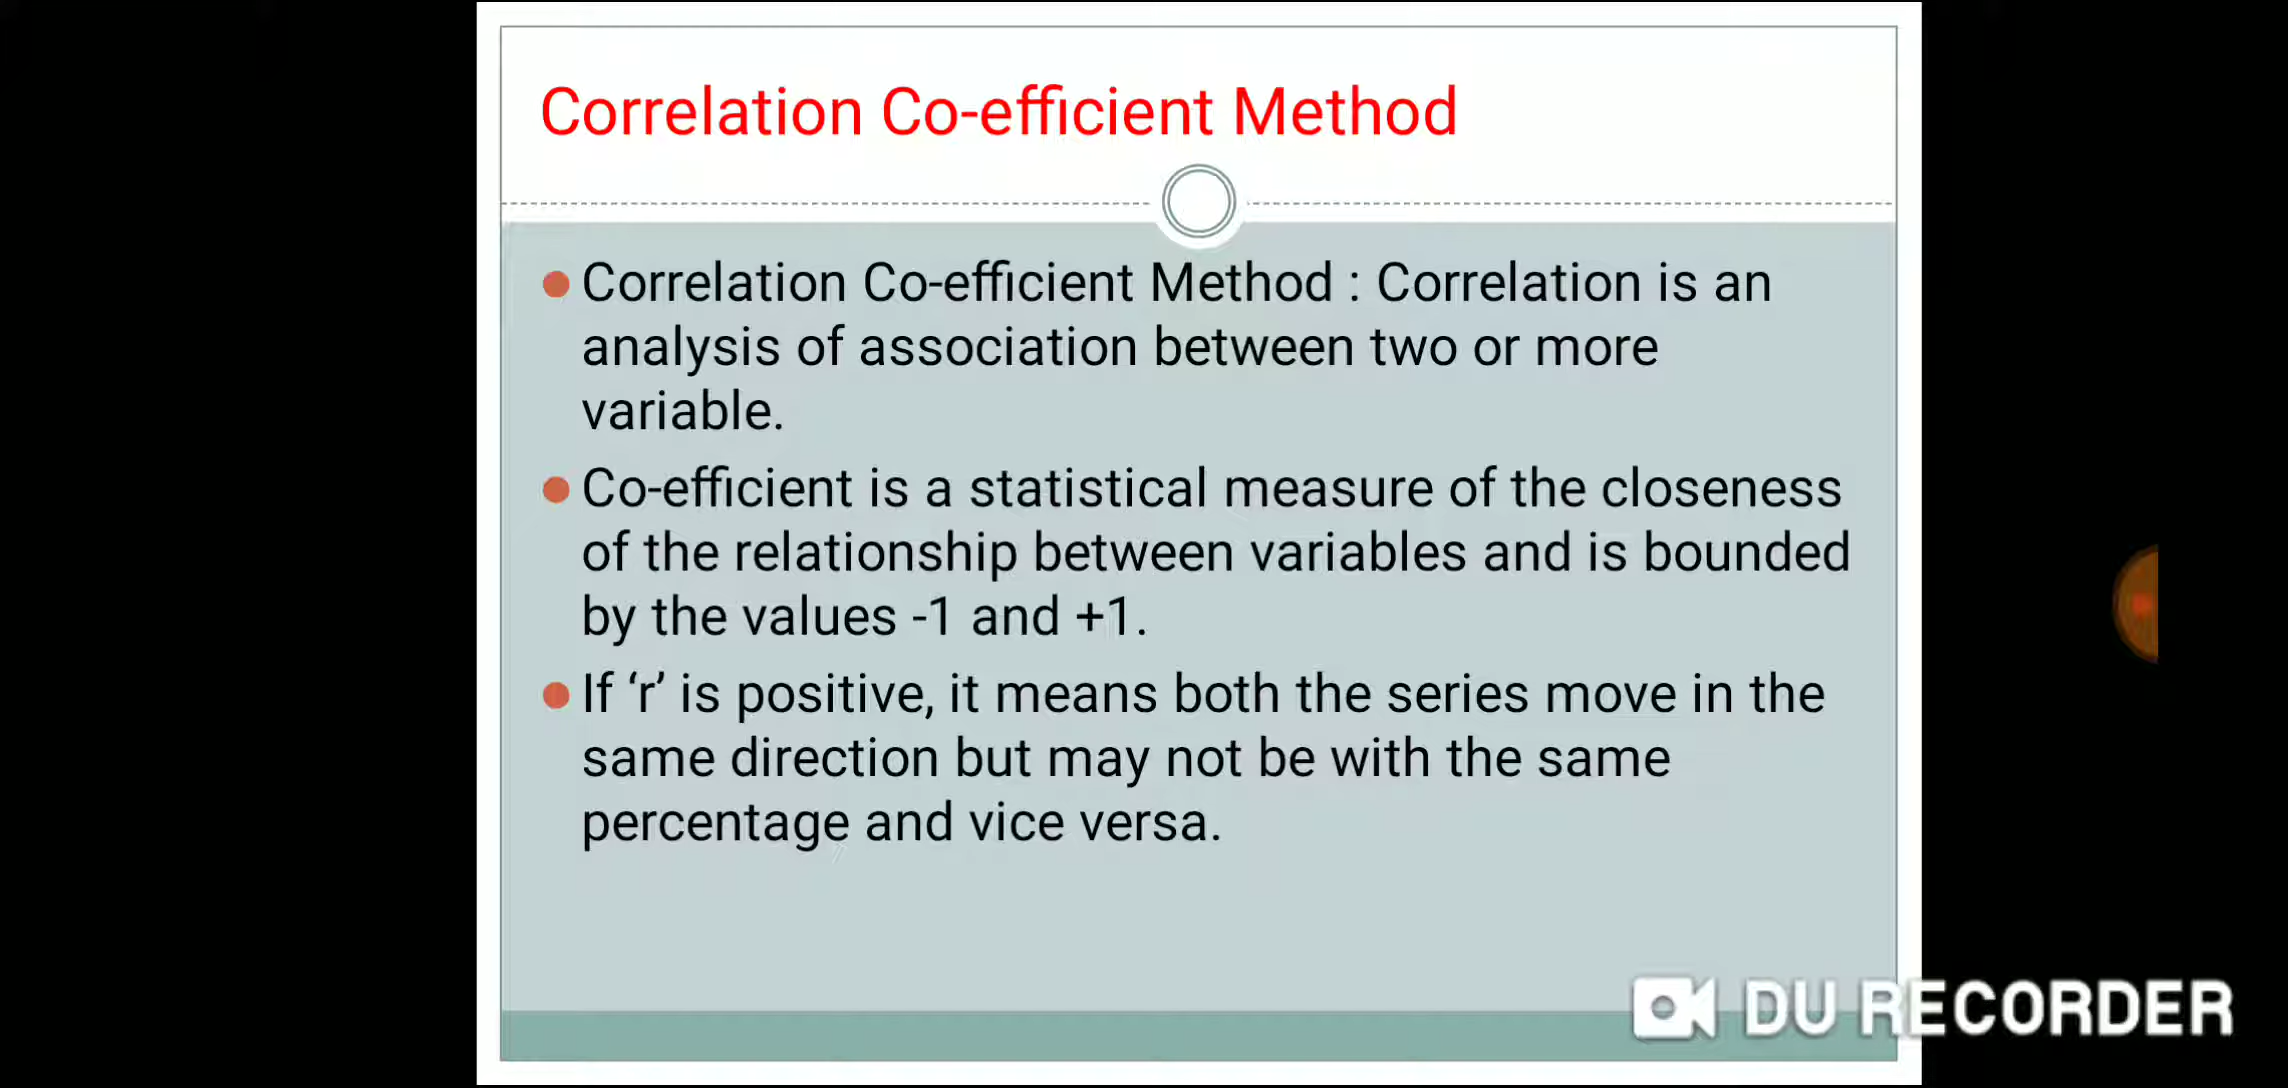 Correlation Co-efficient Method
Correlation Co-efficient Method : Correlation is an
analysis of association between two or more
variable.
Co-efficient is a statistical measure of the closeness
of the relationship between variables and is bounded
by the values -1 and +1.
If ‘r’ is positive, it means both the series move in the
same direction but may not be with the same
percentage and vice versa.
DU RECORDER